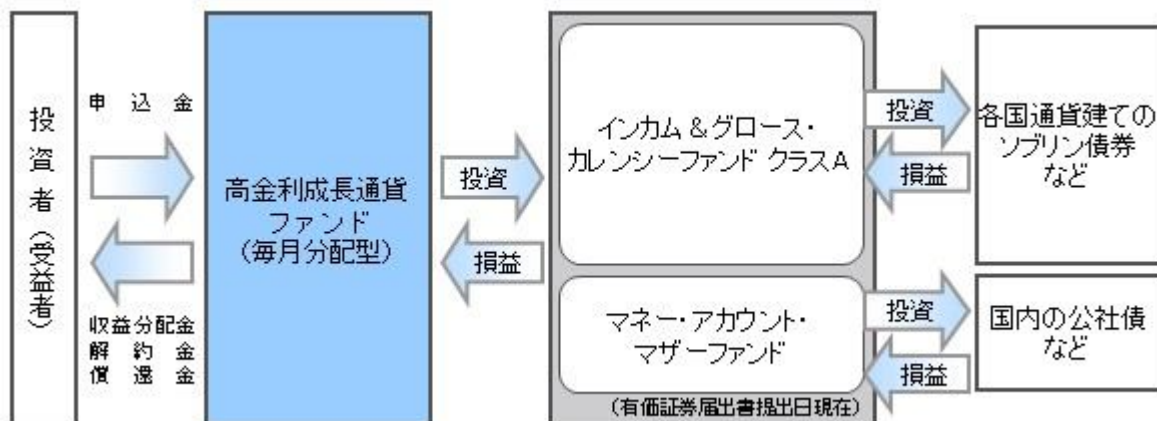 投資者(受益者)
申込金
収益分配金
解約金
償還金
高金利成長通貨
ファンド
(毎月分配型)
投資
損益
インカム&グロース・
カレンシーファンド クラスA
マネー・アカウント・
マザーファンド
(有価証券届出書提出日現在)
投資
損益
各国通貨建ての
ソブリン債券
など
投資
損益
国内の公社債
など